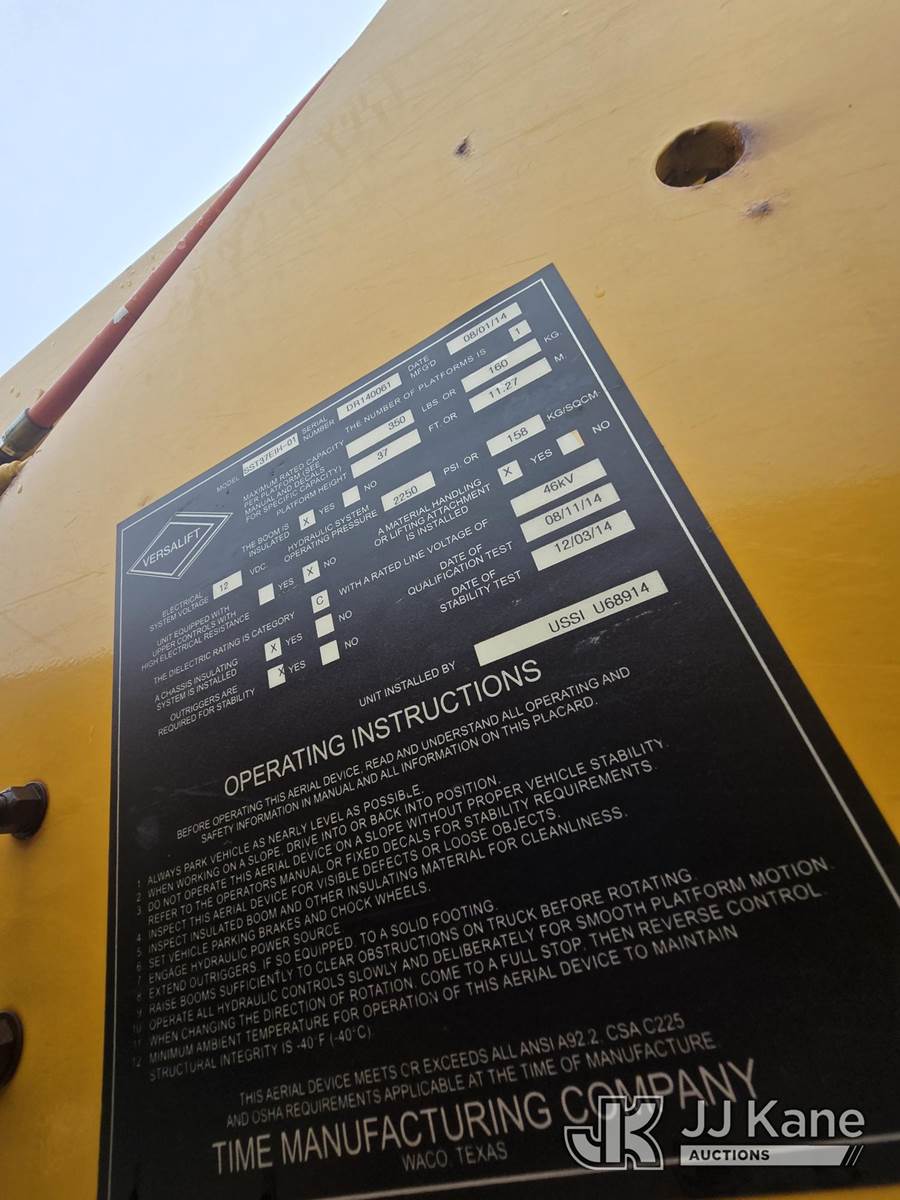 VERSALIFT
MODEL SST37EIH-01 SERIAL NUMBER DR140061 DATE MFG'D 08/01/14
MAXIMUM RATED CAPACITY THE NUMBER OF PLATFORMS IS 1
PER PLATFORM (SEE 350 LBS OR 160 KG
MANUAL AND DECALS
FOR SPECIFIC CAPACITY)
PLATFORM HEIGHT 37 FT. OR 11.27 M.
THE BOOM IS INSULATED X YES NO
HYDRAULIC SYSTEM OPERATING PRESSURE 2250 PSI. OR 158 KG/SQCM
ELECTRICAL SYSTEM VOLTAGE 12 VDC.
A MATERIAL HANDLING
OR LIFTING ATTACHMENT X YES NO
IS INSTALLED
UNIT EQUIPPED WITH
UPPER CONTROLS WITH YES X NO
HIGH ELECTRICAL RESISTANCE
THE DIELECTRIC RATING IS CATEGORY C WITH A RATED LINE VOLTAGE OF 46kV
A CHASSIS INSULATING
SYSTEM IS INSTALLED X YES NO
DATE OF
QUALIFICATION TEST 08/11/14
OUTRIGGERS ARE
REQUIRED FOR STABILITY X YES NO
DATE OF
STABILITY TEST 12/03/14
UNIT INSTALLED BY USSI U68914
OPERATING INSTRUCTIONS
BEFORE OPERATING THIS AERIAL DEVICE, READ AND UNDERSTAND ALL OPERATING AND
SAFETY INFORMATION IN MANUAL AND ALL INFORMATION ON THIS PLACARD.
1 ALWAYS PARK VEHICLE AS NEARLY LEVEL AS POSSIBLE.
2 WHEN WORKING ON A SLOPE, DRIVE INTO OR BACK INTO POSITION.
3 DO NOT OPERATE THIS AERIAL DEVICE ON A SLOPE WITHOUT PROPER VEHICLE STABILITY.
REFER TO THE OPERATORS MANUAL OR FIXED DECALS FOR STABILITY REQUIREMENTS.
4 INSPECT THIS AERIAL DEVICE FOR VISIBLE DEFECTS OR LOOSE OBJECTS.
5 INSPECT INSULATED BOOM AND OTHER INSULATING MATERIAL FOR CLEANLINESS.
6 SET VEHICLE PARKING BRAKES AND CHOCK WHEELS.
7 ENGAGE HYDRAULIC POWER SOURCE
8 EXTEND OUTRIGGERS, IF SO EQUIPPED, TO A SOLID FOOTING.
9 RAISE BOOMS SUFFICIENTLY TO CLEAR OBSTRUCTIONS ON TRUCK BEFORE ROTATING.
10 OPERATE ALL HYDRAULIC CONTROLS SLOWLY AND DELIBERATELY FOR SMOOTH PLATFORM MOTION.
11 WHEN CHANGING THE DIRECTION OF ROTATION, COME TO A FULL STOP, THEN REVERSE CONTROL.
12 MINIMUM AMBIENT TEMPERATURE FOR OPERATION OF THIS AERIAL DEVICE TO MAINTAIN
STRUCTURAL INTEGRITY IS -40°F (-40°C)
THIS AERIAL DEVICE MEETS OR EXCEEDS ALL ANSI A92.2, CSA C225
AND OSHA REQUIREMENTS APPLICABLE AT THE TIME OF MANUFACTURE.
TIME MANUFACTURING COMPANY
WACO, TEXAS
JK JJ Kane
AUCTIONS